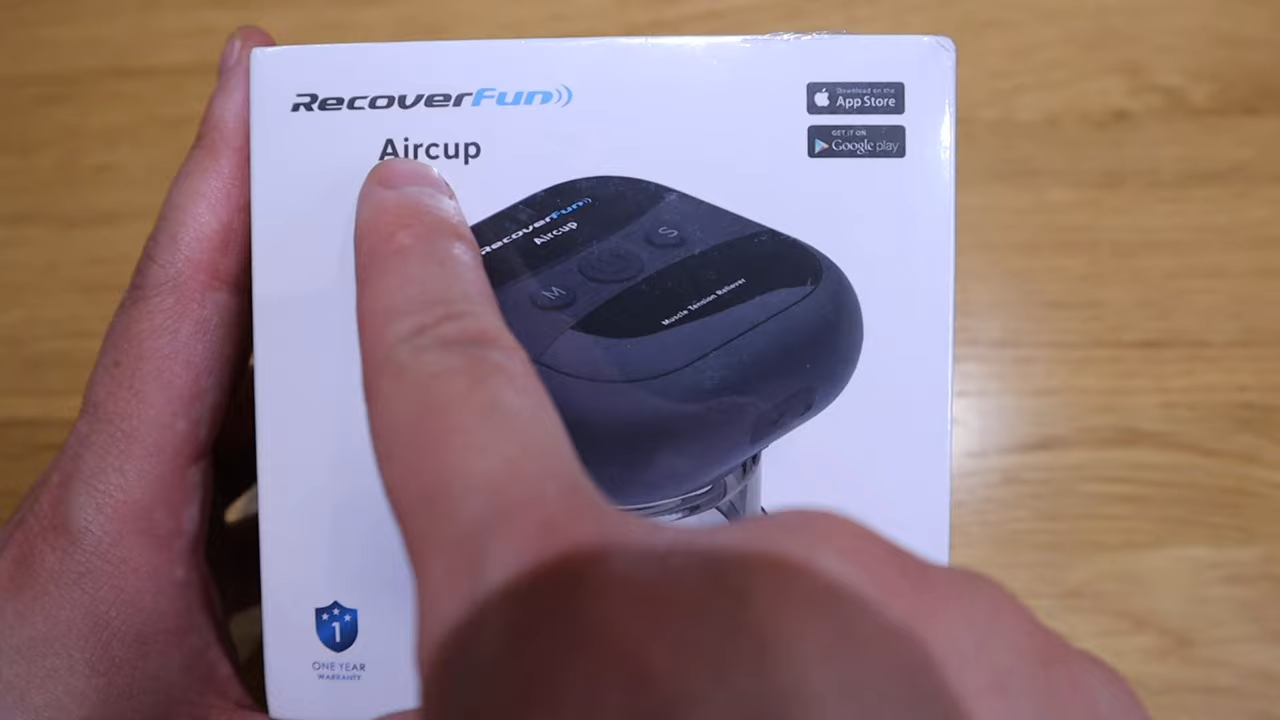 RecoverFun
Aircup
Download on the
App Store
GET IT ON
Google play
RecoverFun
Aircup
S
M
Muscle Tension Reliever
1
ONE YEAR
WARRANTY